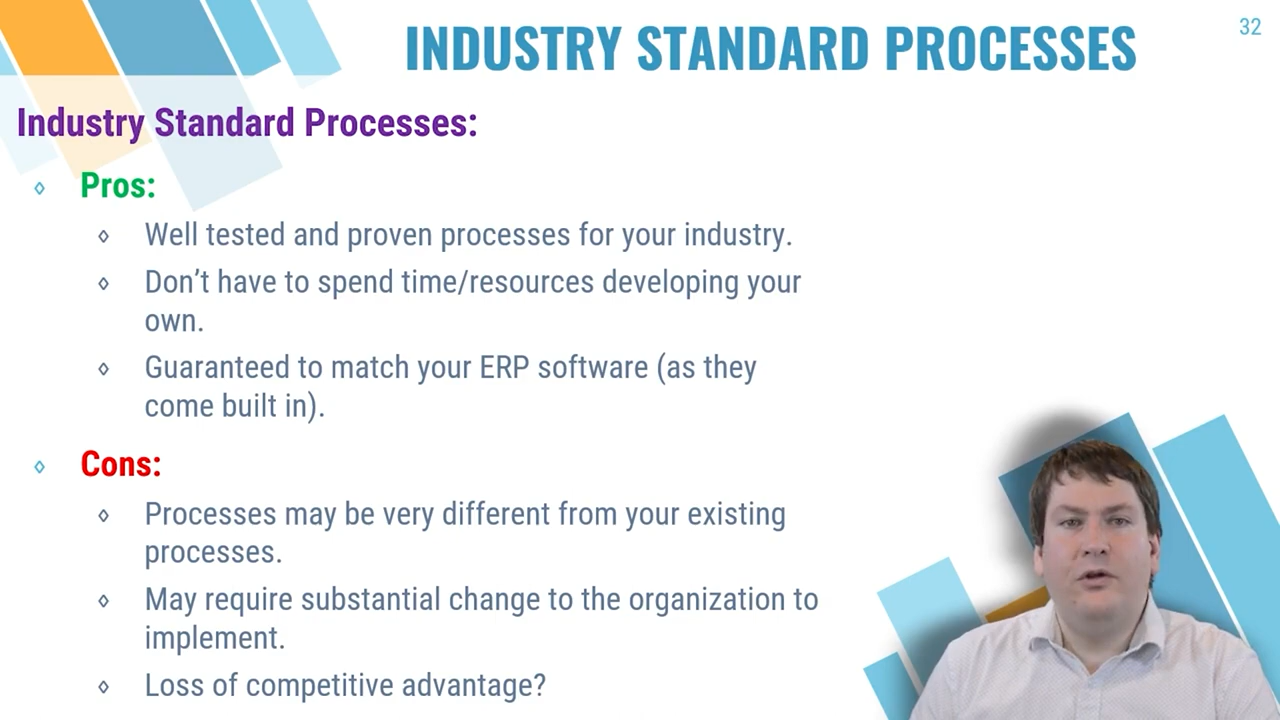 INDUSTRY STANDARD PROCESSES
32
Industry Standard Processes:
Pros:
Well tested and proven processes for your industry.
Don’t have to spend time/resources developing your
own.
Guaranteed to match your ERP software (as they
come built in).
Cons:
Processes may be very different from your existing
processes.
May require substantial change to the organization to
implement.
Loss of competitive advantage?